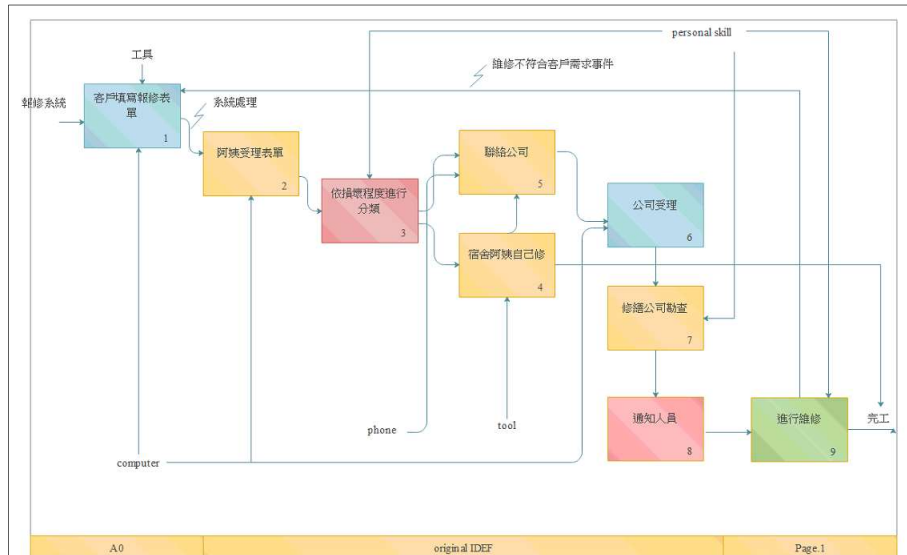 personal skill
工具
維修不符合客戶需求事件
報修系統
客戶填寫報修表
單
1
系統處理
阿姨受理表單
2
依損壞程度進行
分類
3
聯絡公司
5
宿舍阿姨自己修
4
公司受理
6
修繕公司勘查
7
通知人員
8
進行維修
9
完工
phone
tool
computer
A0
original IDEF
Page.1